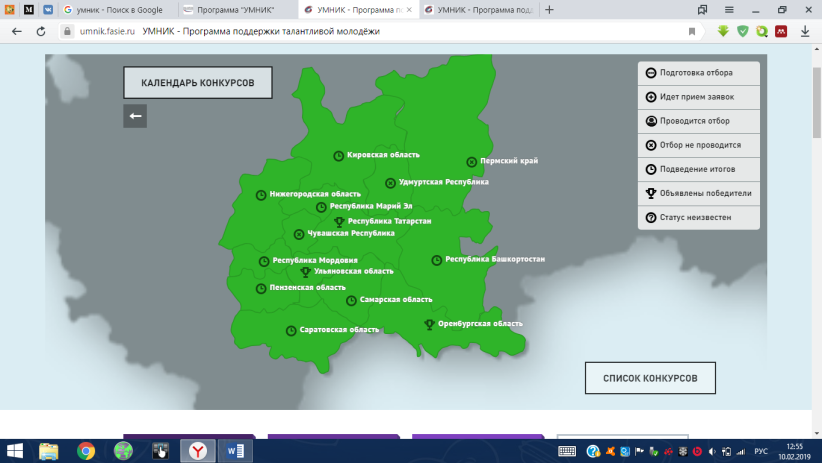 умник - Поиск в Google
Программа "УМНИК"
УМНИК - Программа по
УМНИК - Программа под
umnik.fasie.ru УМНИК - Программа поддержки талантливой молодёжи
КАЛЕНДАРЬ КОНКУРСОВ
Подготовка отбора
Идет прием заявок
Проводится отбор
Отбор не проводится
Подведение итогов
Объявлены победители
Статус неизвестен
Кировская область
Пермский край
Удмуртская Республика
Нижегородская область
Республика Марий Эл
Республика Татарстан
Чувашская Республика
Республика Мордовия
Республика Башкортостан
Ульяновская область
Пензенская область
Самарская область
Саратовская область
Оренбургская область
СПИСОК КОНКУРСОВ
РУС
12:55
10.02.2019